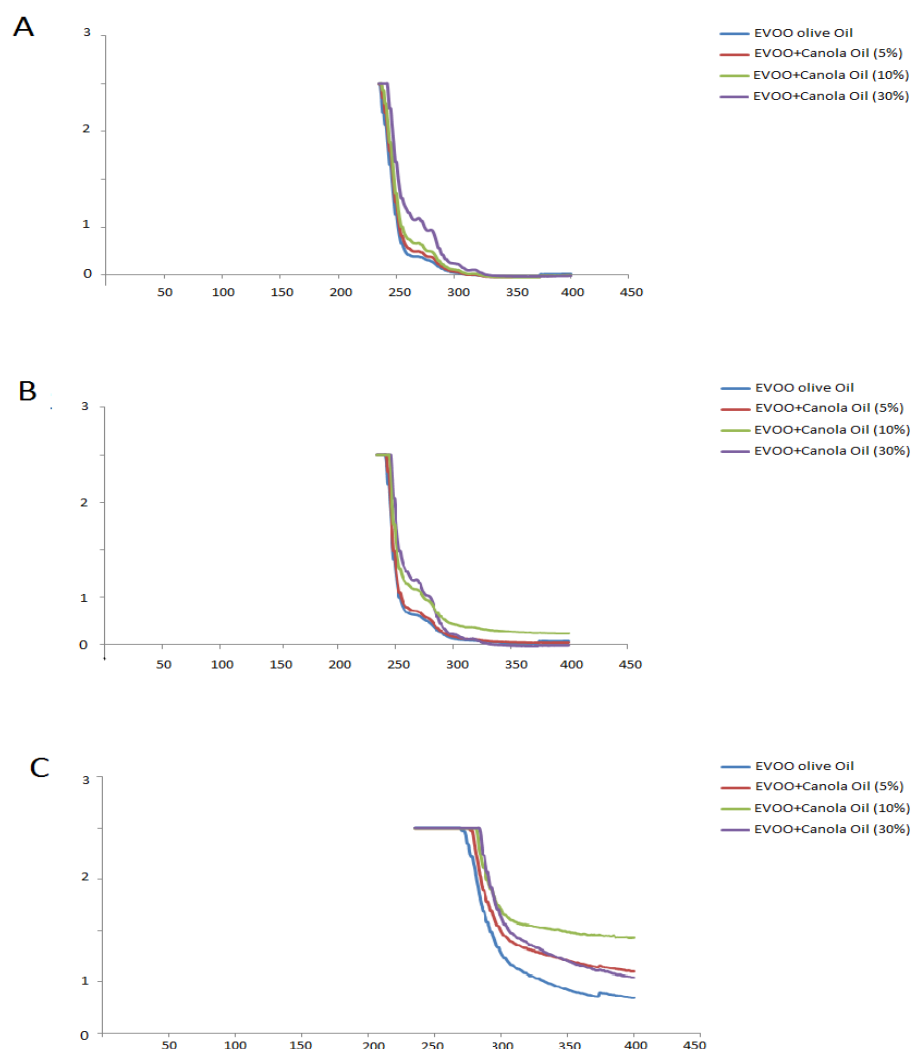 A
3
2
1
0
50 100 150 200 250 300 350 400 450
EVOO olive Oil
EVOO+Canola Oil (5%)
EVOO+Canola Oil (10%)
EVOO+Canola Oil (30%)
B
3
2
1
0
50 100 150 200 250 300 350 400 450
EVOO olive Oil
EVOO+Canola Oil (5%)
EVOO+Canola Oil (10%)
EVOO+Canola Oil (30%)
C
3
2
1
0
50 100 150 200 250 300 350 400 450
EVOO olive Oil
EVOO+Canola Oil (5%)
EVOO+Canola Oil (10%)
EVOO+Canola Oil (30%)